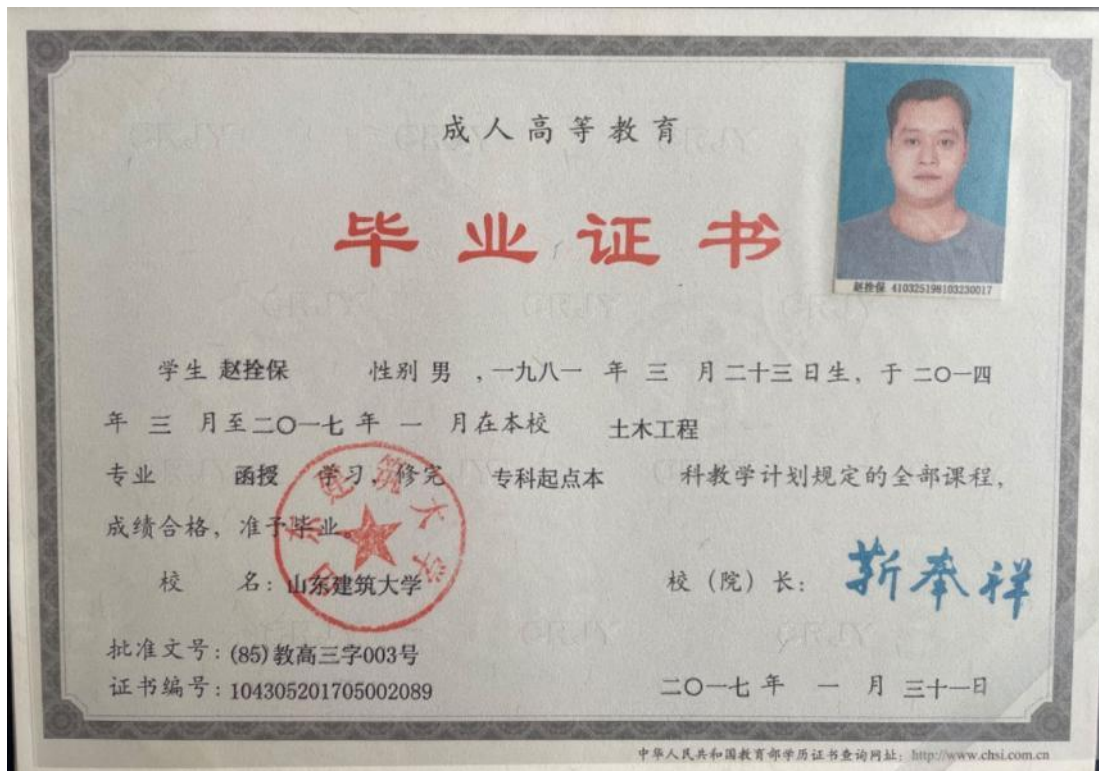 成人高等教育
毕业证书
赵拴保 410325198103230017
学生 赵拴保 性别 男 ,一九八一 年 三 月二十三日生, 于 二〇一四
年 三 月至二〇一七 年 一 月在本校 土木工程
专业 函授 学习, 修完 专科起点本 科教学计划规定的全部课程,
成绩合格, 准予毕业。
山东建筑大学
校 名: 山东建筑大学 校（院）长: 靳奉祥
批准文号: (85)教高三字003号
证书编号: 104305201705002089 二〇一七 年 一 月 三十一日
中华人民共和国教育部学历证书查询网址: http://www.chsi.com.cn